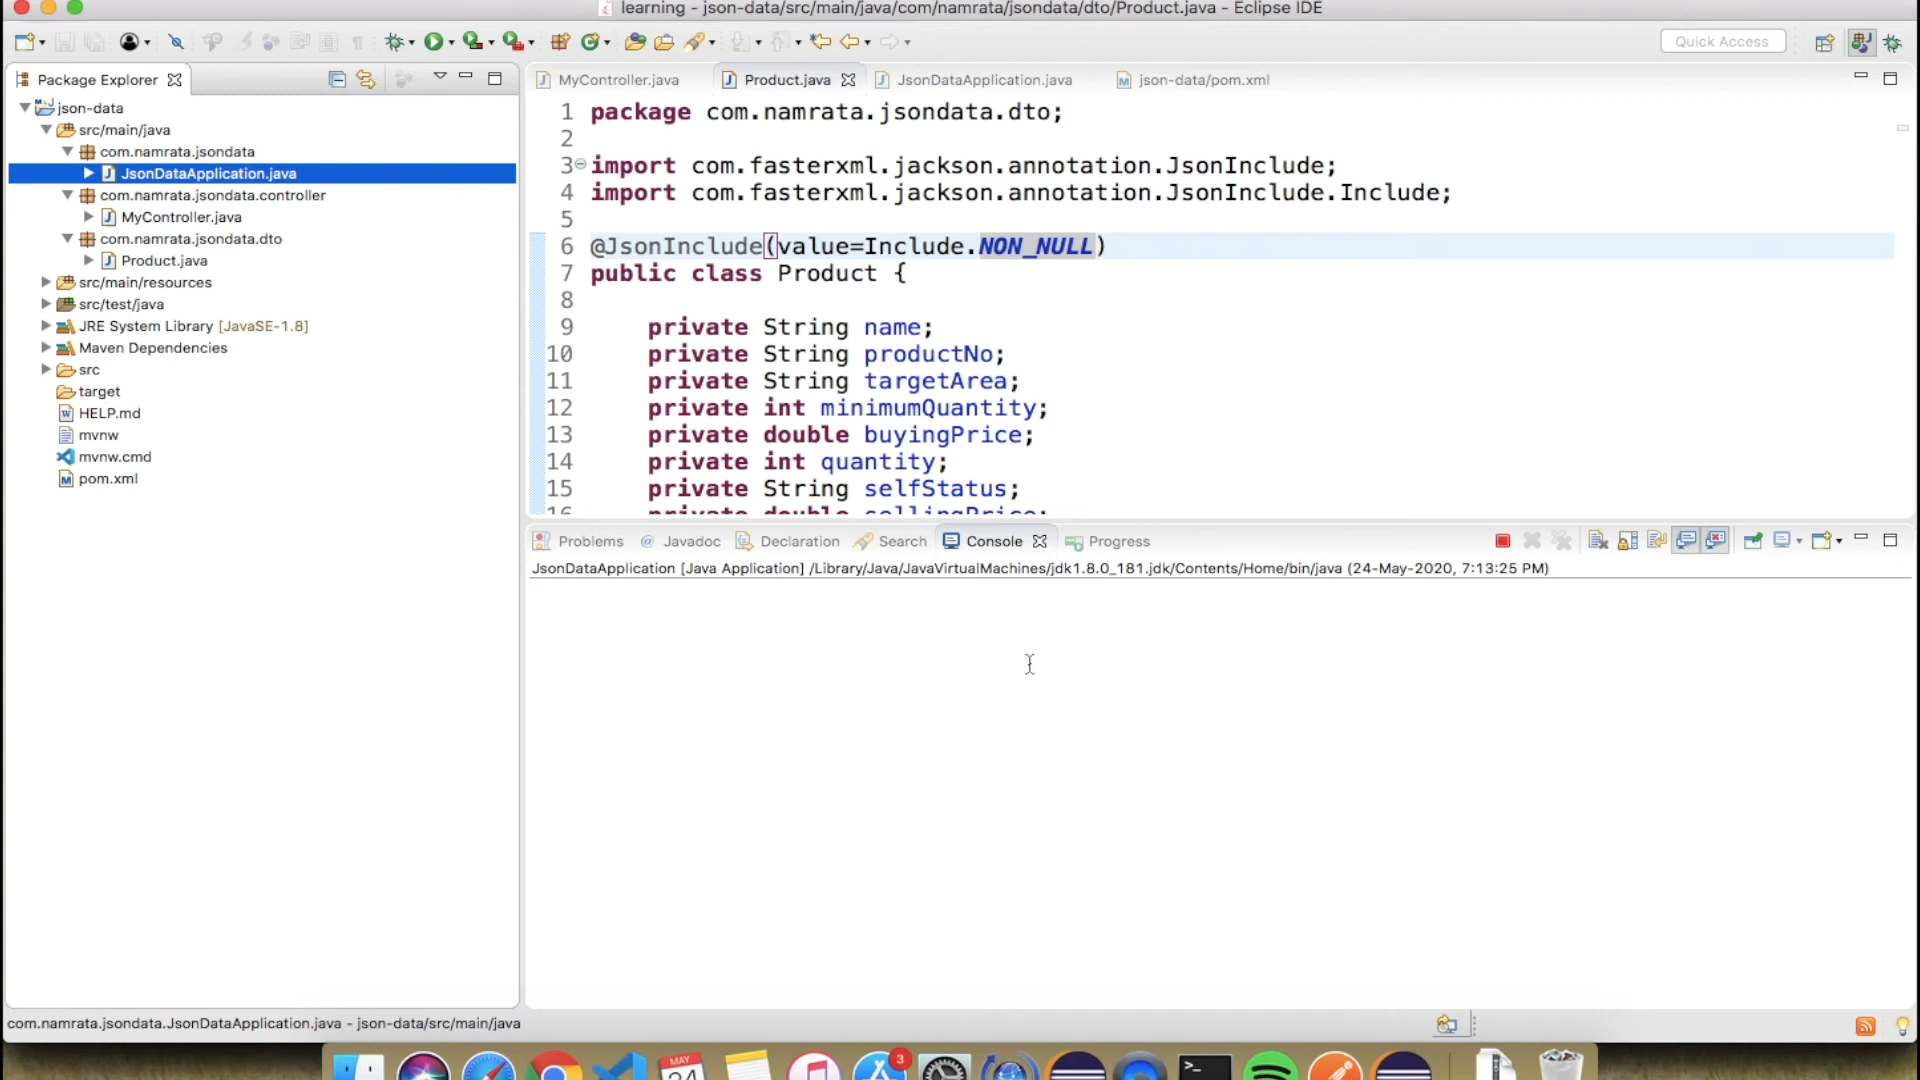 learning - json-data/src/main/java/com/namrata/jsondata/dto/Product.java - Eclipse IDE
Quick Access
Package Explorer
json-data
src/main/java
com.namrata.jsondata
JsonDataApplication.java
com.namrata.jsondata.controller
MyController.java
com.namrata.jsondata.dto
Product.java
src/main/resources
src/test/java
JRE System Library [JavaSE-1.8]
Maven Dependencies
src
target
HELP.md
mvnw
mvnw.cmd
pom.xml
MyController.java Product.java JsonDataApplication.java json-data/pom.xml
1 package com.namrata.jsondata.dto;
2
3 import com.fasterxml.jackson.annotation.JsonInclude;
4 import com.fasterxml.jackson.annotation.JsonInclude.Include;
5
6 @JsonInclude(value=Include.NON_NULL)
7 public class Product {
8
9 private String name;
10 private String productNo;
11 private String targetArea;
12 private int minimumQuantity;
13 private double buyingPrice;
14 private int quantity;
15 private String selfStatus;
16 private double sellingPrice;
Problems @ Javadoc Declaration Search Console Progress
JsonDataApplication [Java Application] /Library/Java/JavaVirtualMachines/jdk1.8.0_181.jdk/Contents/Home/bin/java (24-May-2020, 7:13:25 PM)
com.namrata.jsondata.JsonDataApplication.java - json-data/src/main/java
MAY
24
3